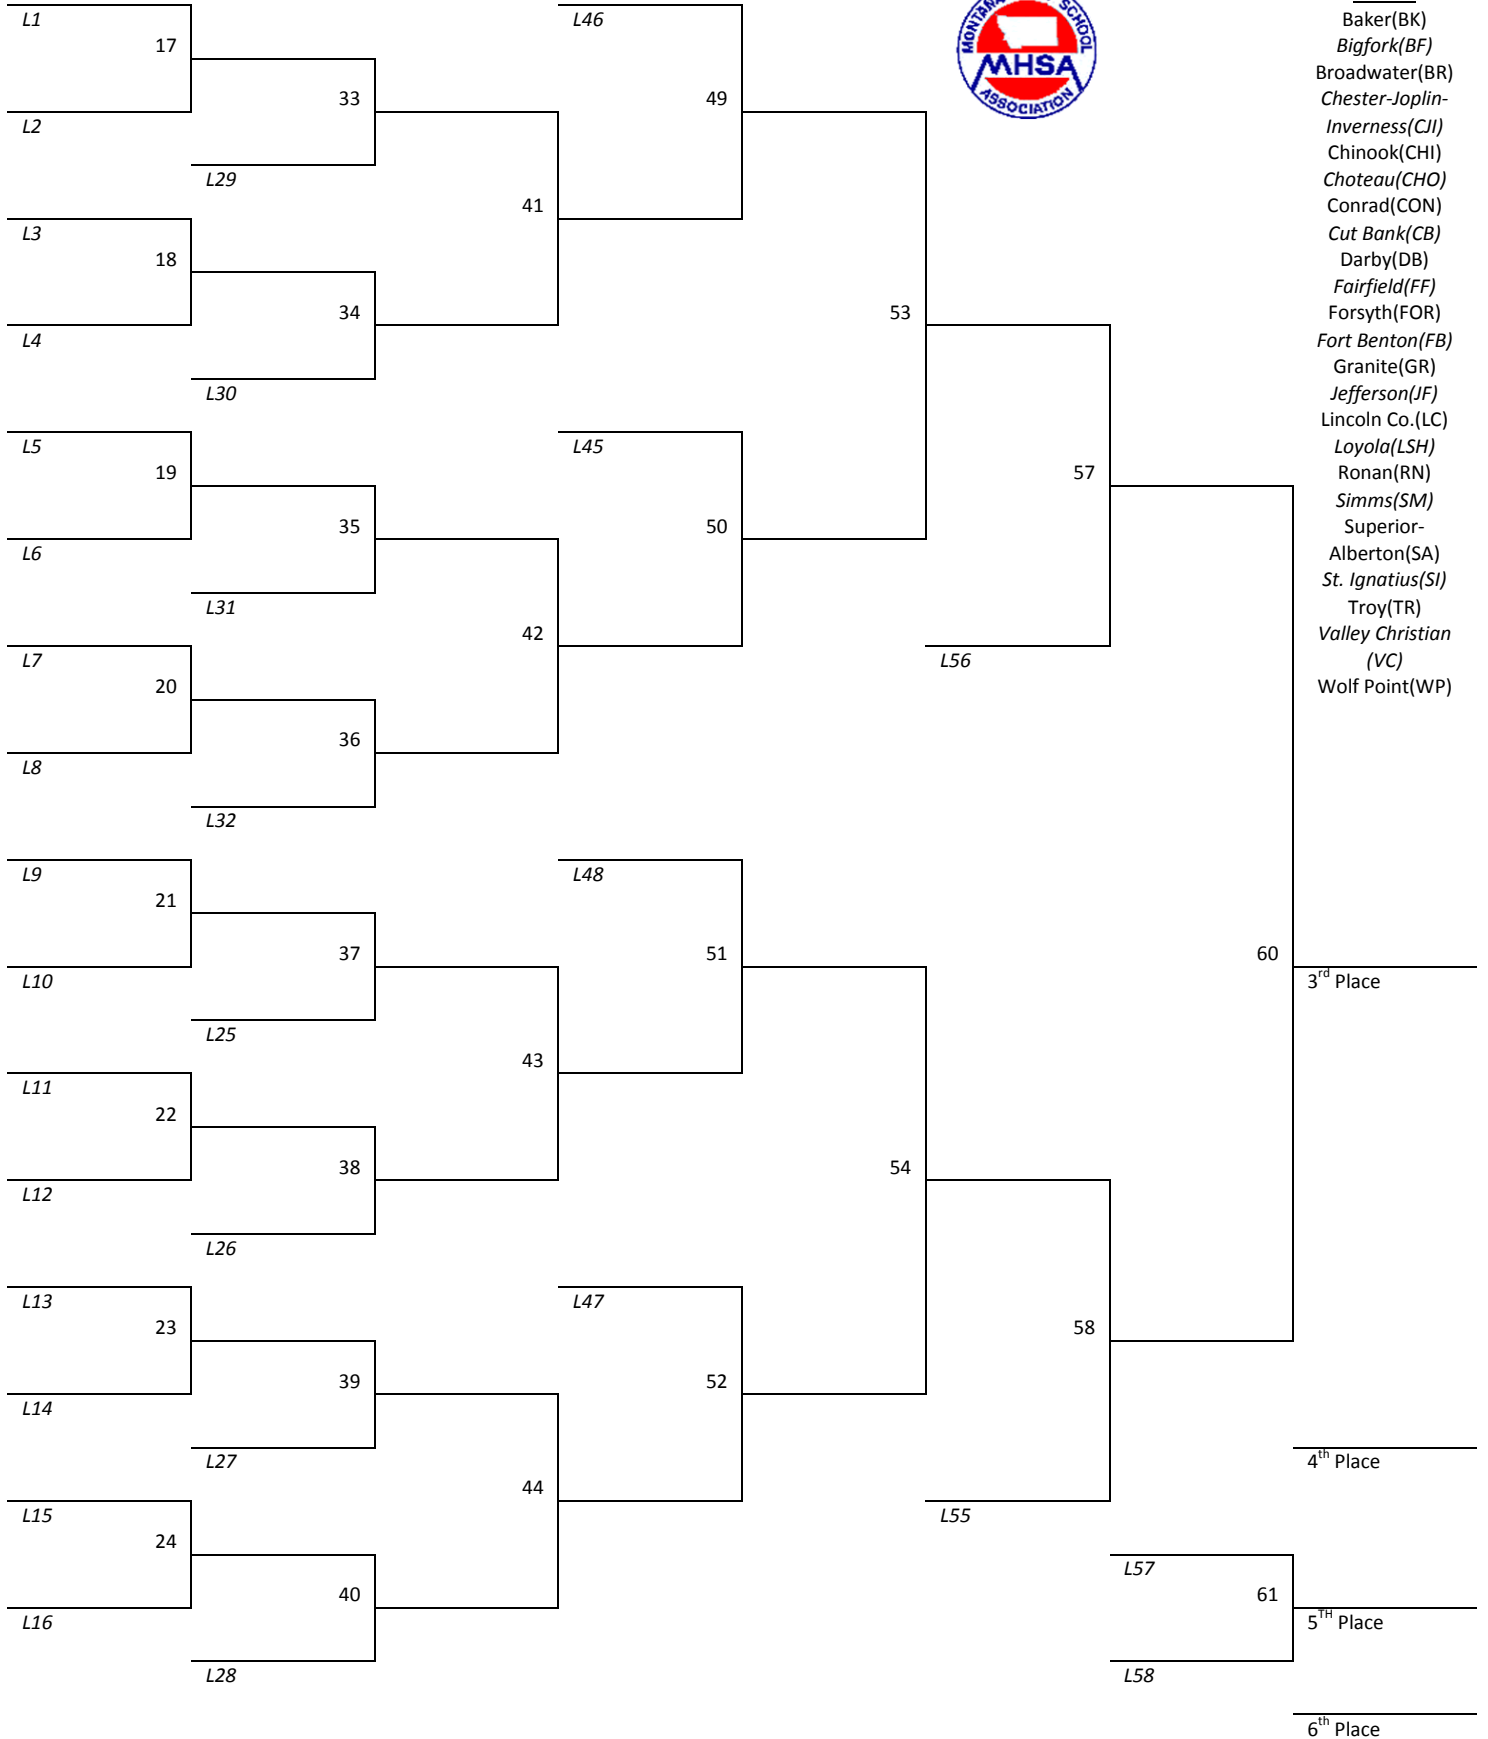 L1
17
L2
33
L29
L3
18
L4
34
L30
41
L46
49
L5
19
L6
35
L31
L7
20
L8
36
L32
42
L45
50
53
57
L56
L9
21
L10
37
L25
L11
22
L12
38
L26
43
L48
51
L13
23
L14
39
L27
L15
24
L16
40
L28
44
L47
52
54
58
L55
60
3rd Place
4th Place
L57
61
L58
5TH Place
6th Place
MONTANA
SCHOOL
MHSA
ASSOCIATION
Baker(BK)
Bigfork(BF)
Broadwater(BR)
Chester-Joplin-
Inverness(CJI)
Chinook(CHI)
Choteau(CHO)
Conrad(CON)
Cut Bank(CB)
Darby(DB)
Fairfield(FF)
Forsyth(FOR)
Fort Benton(FB)
Granite(GR)
Jefferson(JF)
Lincoln Co.(LC)
Loyola(LSH)
Ronan(RN)
Simms(SM)
Superior-
Alberton(SA)
St. Ignatius(SI)
Troy(TR)
Valley Christian
(VC)
Wolf Point(WP)